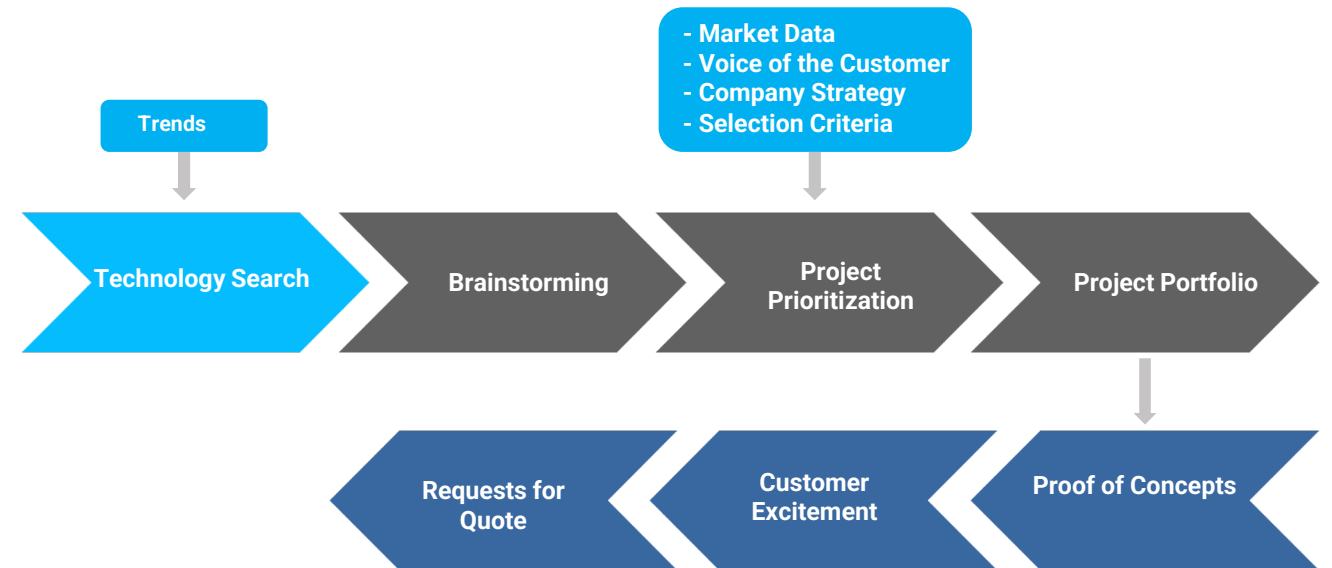 - Market Data
- Voice of the Customer
- Company Strategy
- Selection Criteria
Trends
Technology Search
Brainstorming
Project
Prioritization
Project Portfolio
Requests for
Quote
Customer
Excitement
Proof of Concepts